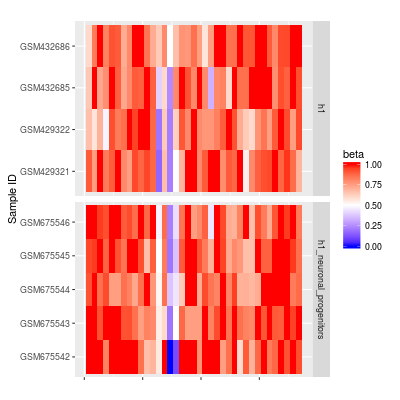 GSM432686
GSM432685
GSM429322
GSM429321
h1
GSM675546
GSM675545
GSM675544
GSM675543
GSM675542
h1_neuronal_progenitors
Sample ID
beta
1.00
0.75
0.50
0.25
0.00